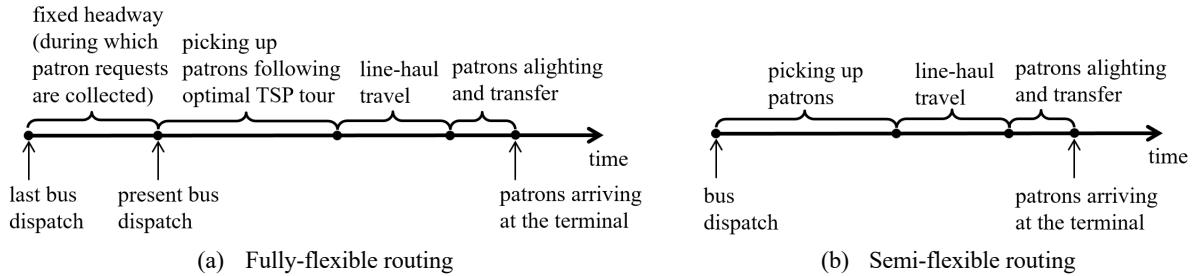 fixed headway
(during which
patron requests
are collected)
picking up
patrons following
optimal TSP tour
line-haul
travel
patrons alighting
and transfer
time
last bus
dispatch
present bus
dispatch
patrons arriving
at the terminal
(a) Fully-flexible routing
picking up
patrons
line-haul
travel
patrons alighting
and transfer
time
bus
dispatch
patrons arriving
at the terminal
(b) Semi-flexible routing